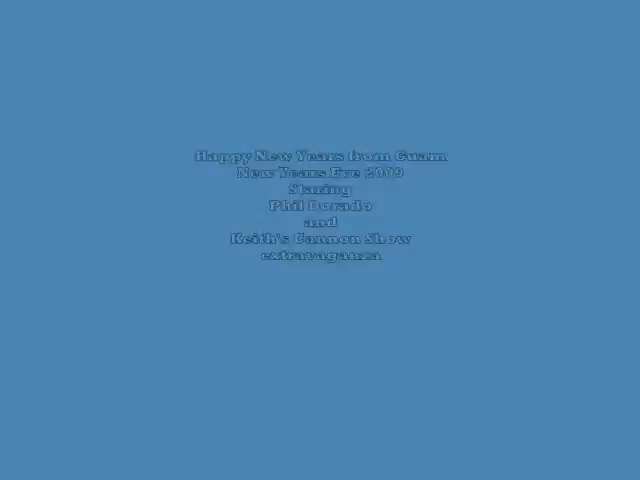 Happy New Years from Guam
New Years Eve 2009
Staring
Phil Dorado
and
Keith's Cannon Show
extravaganza